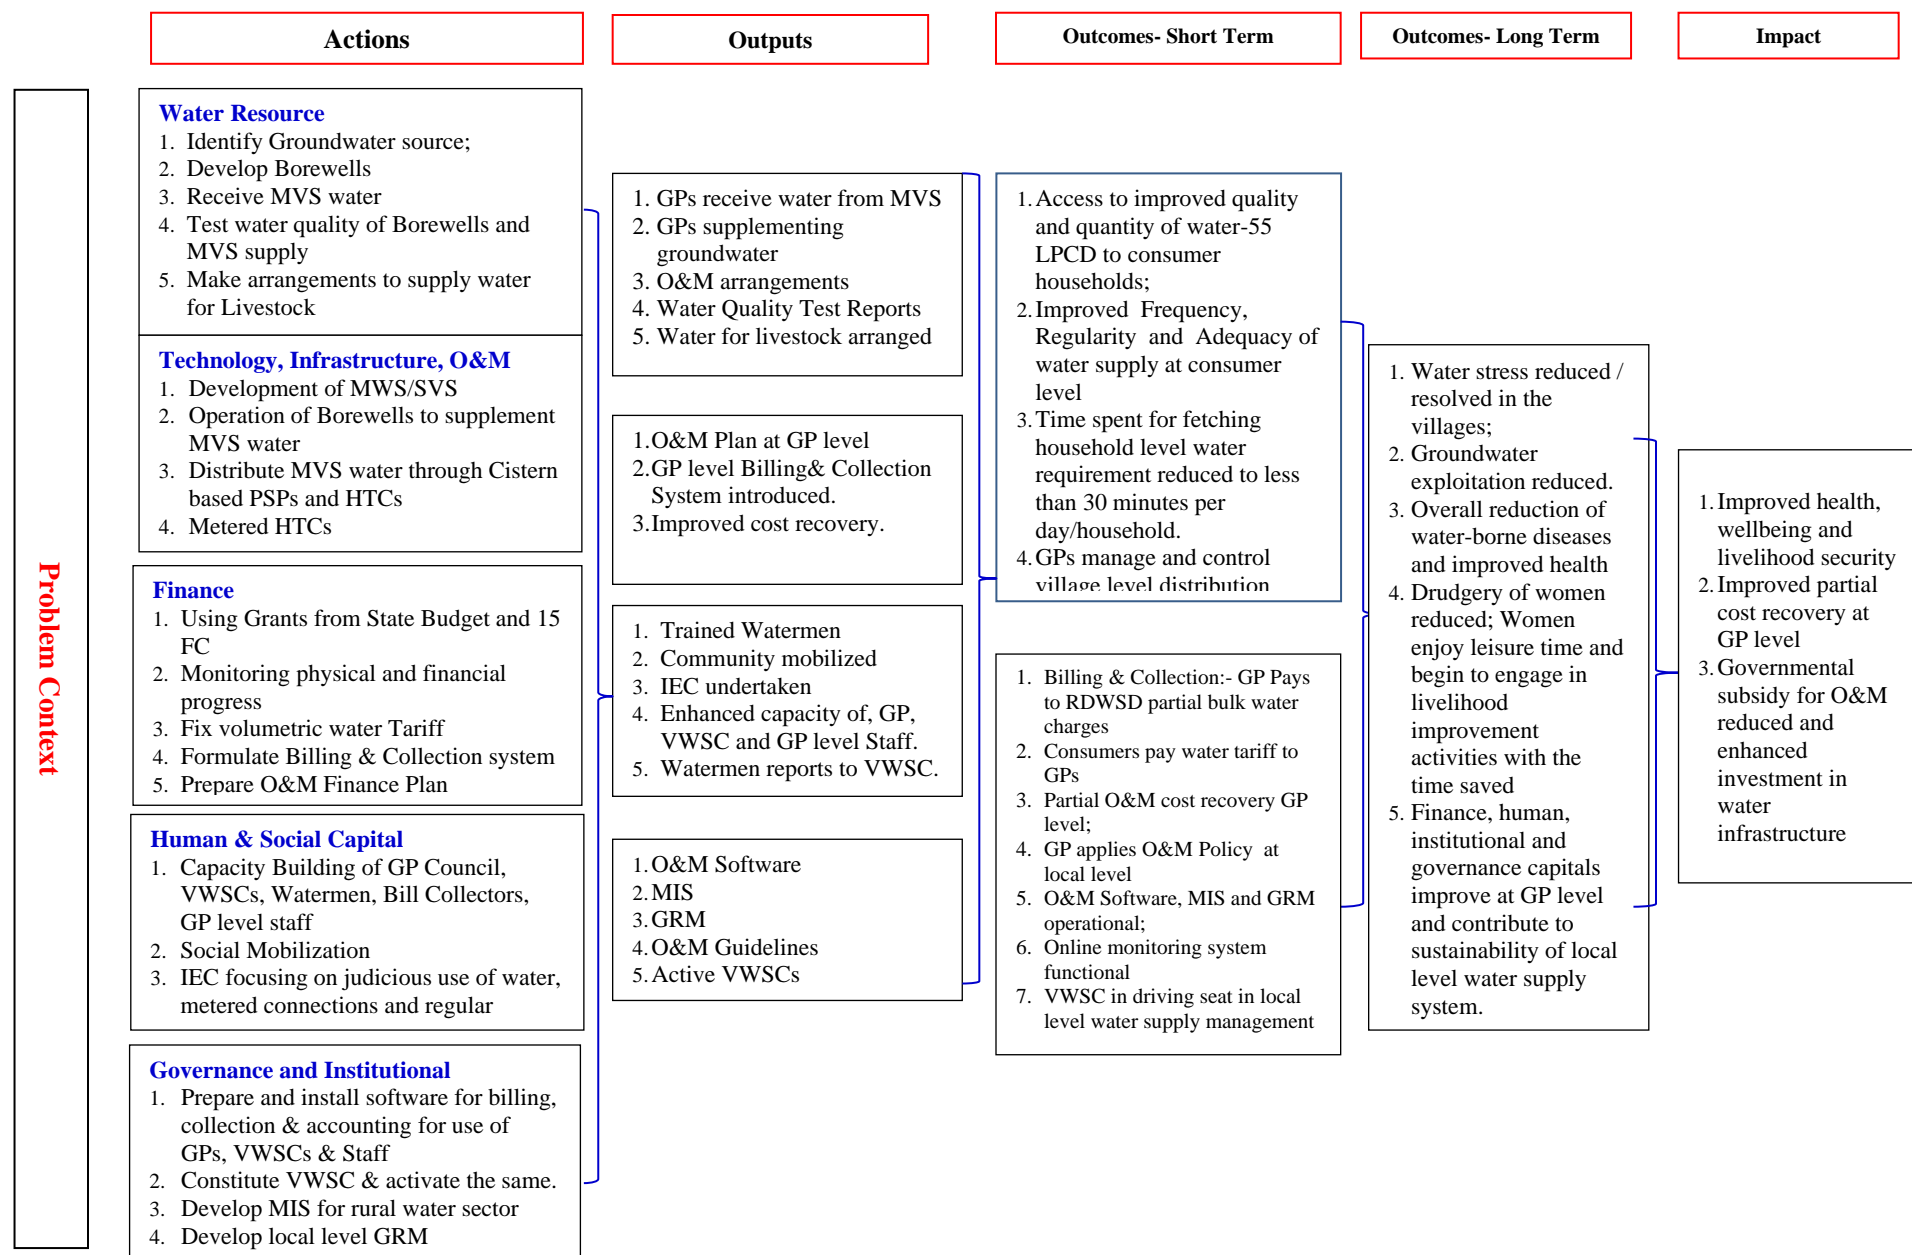 Actions
Outputs
Outcomes- Short Term
Outcomes- Long Term
Impact
Problem Context
Water Resource
1. Identify Groundwater source;
2. Develop Borewells
3. Receive MVS water
4. Test water quality of Borewells and
MVS supply
5. Make arrangements to supply water
for Livestock
Technology, Infrastructure, O&M
1. Development of MWS/SVS
2. Operation of Borewells to supplement
MVS water
3. Distribute MVS water through Cistern
based PSPs and HTCs
4. Metered HTCs
Finance
1. Using Grants from State Budget and 15
FC
2. Monitoring physical and financial
progress
3. Fix volumetric water Tariff
4. Formulate Billing & Collection system
5. Prepare O&M Finance Plan
Human & Social Capital
1. Capacity Building of GP Council,
VWSCs, Watermen, Bill Collectors,
GP level staff
2. Social Mobilization
3. IEC focusing on judicious use of water,
metered connections and regular
Governance and Institutional
1. Prepare and install software for billing,
collection & accounting for use of
GPs, VWSCs & Staff
2. Constitute VWSC & activate the same.
3. Develop MIS for rural water sector
4. Develop local level GRM
1. GPs receive water from MVS
2. GPs supplementing
groundwater
3. O&M arrangements
4. Water Quality Test Reports
5. Water for livestock arranged
1. O&M Plan at GP level
2. GP level Billing& Collection
System introduced.
3. Improved cost recovery.
1. Trained Watermen
2. Community mobilized
3. IEC undertaken
4. Enhanced capacity of, GP,
VWSC and GP level Staff.
5. Watermen reports to VWSC.
1. O&M Software
2. MIS
3. GRM
4. O&M Guidelines
5. Active VWSCs
1. Access to improved quality
and quantity of water-55
LPCD to consumer
households;
2. Improved Frequency,
Regularity and Adequacy of
water supply at consumer
level
3. Time spent for fetching
household level water
requirement reduced to less
than 30 minutes per
day/household.
4. GPs manage and control
village level distribution
1. Billing & Collection:- GP Pays
to RDWSD partial bulk water
charges
2. Consumers pay water tariff to
GPs
3. Partial O&M cost recovery GP
level;
4. GP applies O&M Policy at
local level
5. O&M Software, MIS and GRM
operational;
6. Online monitoring system
functional
7. VWSC in driving seat in local
level water supply management
1. Water stress reduced /
resolved in the
villages;
2. Groundwater
exploitation reduced.
3. Overall reduction of
water-borne diseases
and improved health
4. Drudgery of women
reduced; Women
enjoy leisure time and
begin to engage in
livelihood
improvement
activities with the
time saved
5. Finance, human,
institutional and
governance capitals
improve at GP level
and contribute to
sustainability of local
level water supply
system.
1. Improved health,
wellbeing and
livelihood security
2. Improved partial
cost recovery at
GP level
3. Governmental
subsidy for O&M
reduced and
enhanced
investment in
water
infrastructure